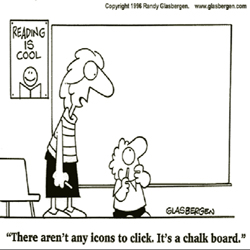 Copyright 1996 Randy Glasbergen. www.glasbergen.com
READING
IS
COOL
GLASBERGEN
"There aren't any icons to click. It's a chalk board."